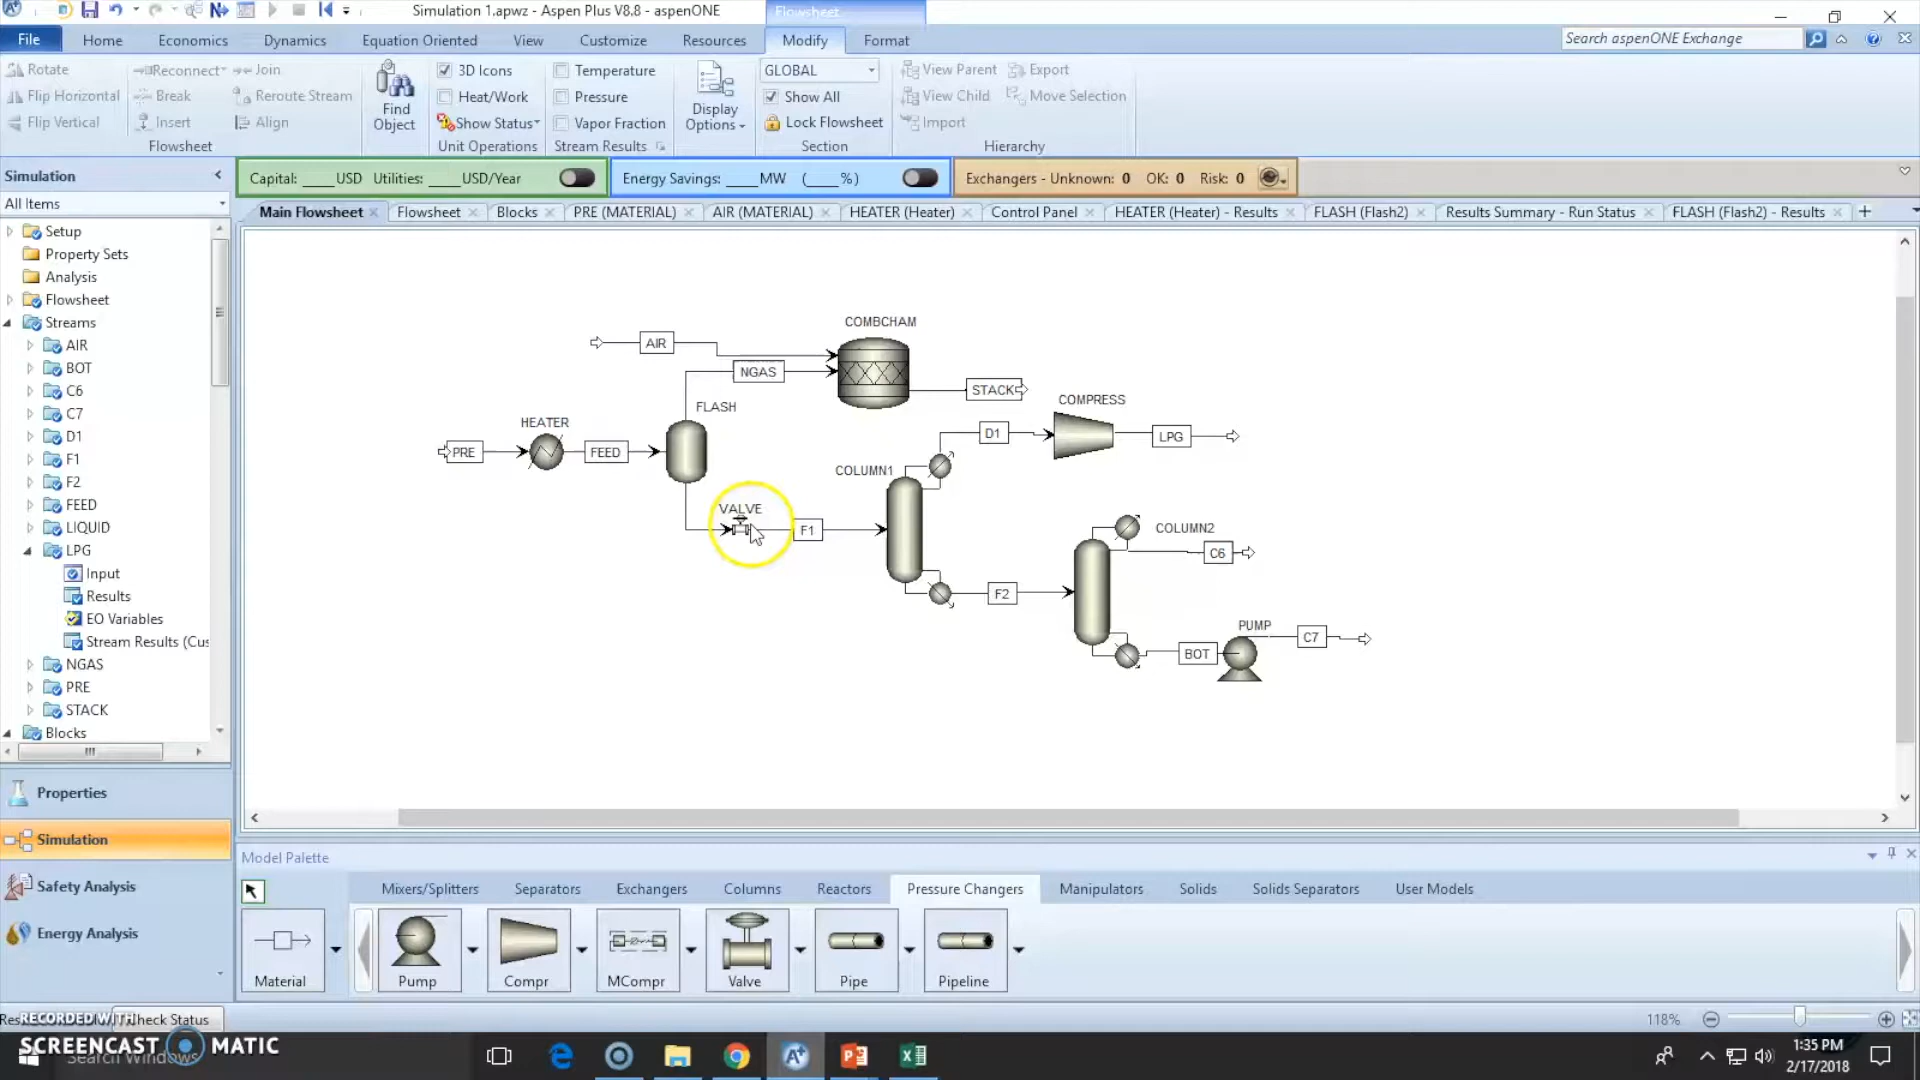 Simulation 1.apwz - Aspen Plus V8.8 - aspenONE
Flowsheet
File Home Economics Dynamics Equation Oriented View Customize Resources Modify Format
Search aspenONE Exchange
Rotate
Flip Horizontal
Flip Vertical
Reconnect
Break
Insert
Join
Reroute Stream
Align
Flowsheet
Find Object
3D Icons
Heat/Work
Show Status
Unit Operations
Temperature
Pressure
Vapor Fraction
Stream Results
Display Options
GLOBAL
Show All
Lock Flowsheet
Section
View Parent
View Child
Import
Export
Move Selection
Hierarchy
Simulation
Capital: ____ USD Utilities: ____ USD/Year
Energy Savings: ____ MW (____ %)
Exchangers - Unknown: 0 OK: 0 Risk: 0
All Items
Main Flowsheet Flowsheet Blocks PRE (MATERIAL) AIR (MATERIAL) HEATER (Heater) Control Panel HEATER (Heater) - Results FLASH (Flash2) Results Summary - Run Status FLASH (Flash2) - Results
Setup
Property Sets
Analysis
Flowsheet
Streams
AIR
BOT
C6
C7
D1
F1
F2
FEED
LIQUID
LPG
Input
Results
EO Variables
Stream Results (Cus
NGAS
PRE
STACK
Blocks
Properties
Simulation
Safety Analysis
Energy Analysis
COMBCHAM
AIR
NGAS
STACK
FLASH
COMPRESS
HEATER
D1
LPG
PRE
FEED
COLUMN1
VALVE
F1
COLUMN2
C6
F2
PUMP
C7
BOT
Model Palette
Mixers/Splitters Separators Exchangers Columns Reactors Pressure Changers Manipulators Solids Solids Separators User Models
Material Pump Compr MCompr Valve Pipe Pipeline
Check Status
118%
RECORDED WITH
SCREENCAST MATIC
Search Windows
1:35 PM
2/17/2018